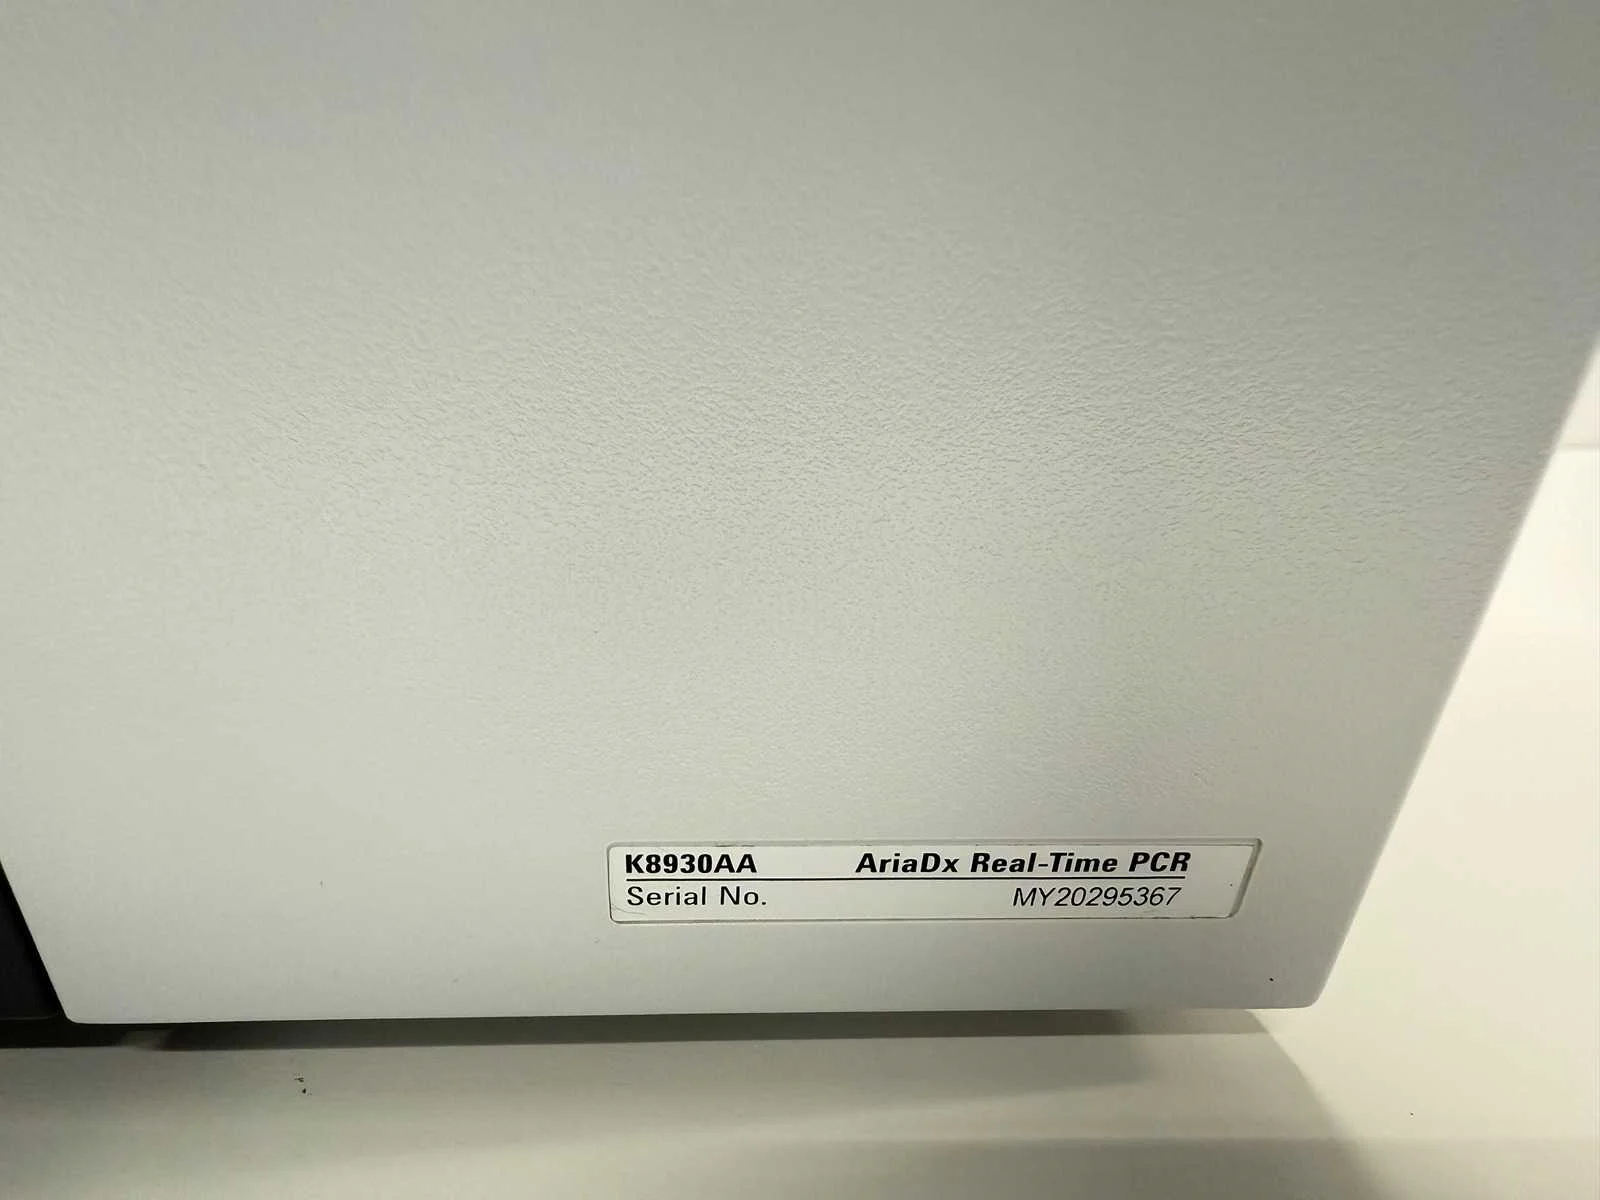 K8930AA AriaDx Real-Time PCR
Serial No. MY20295367